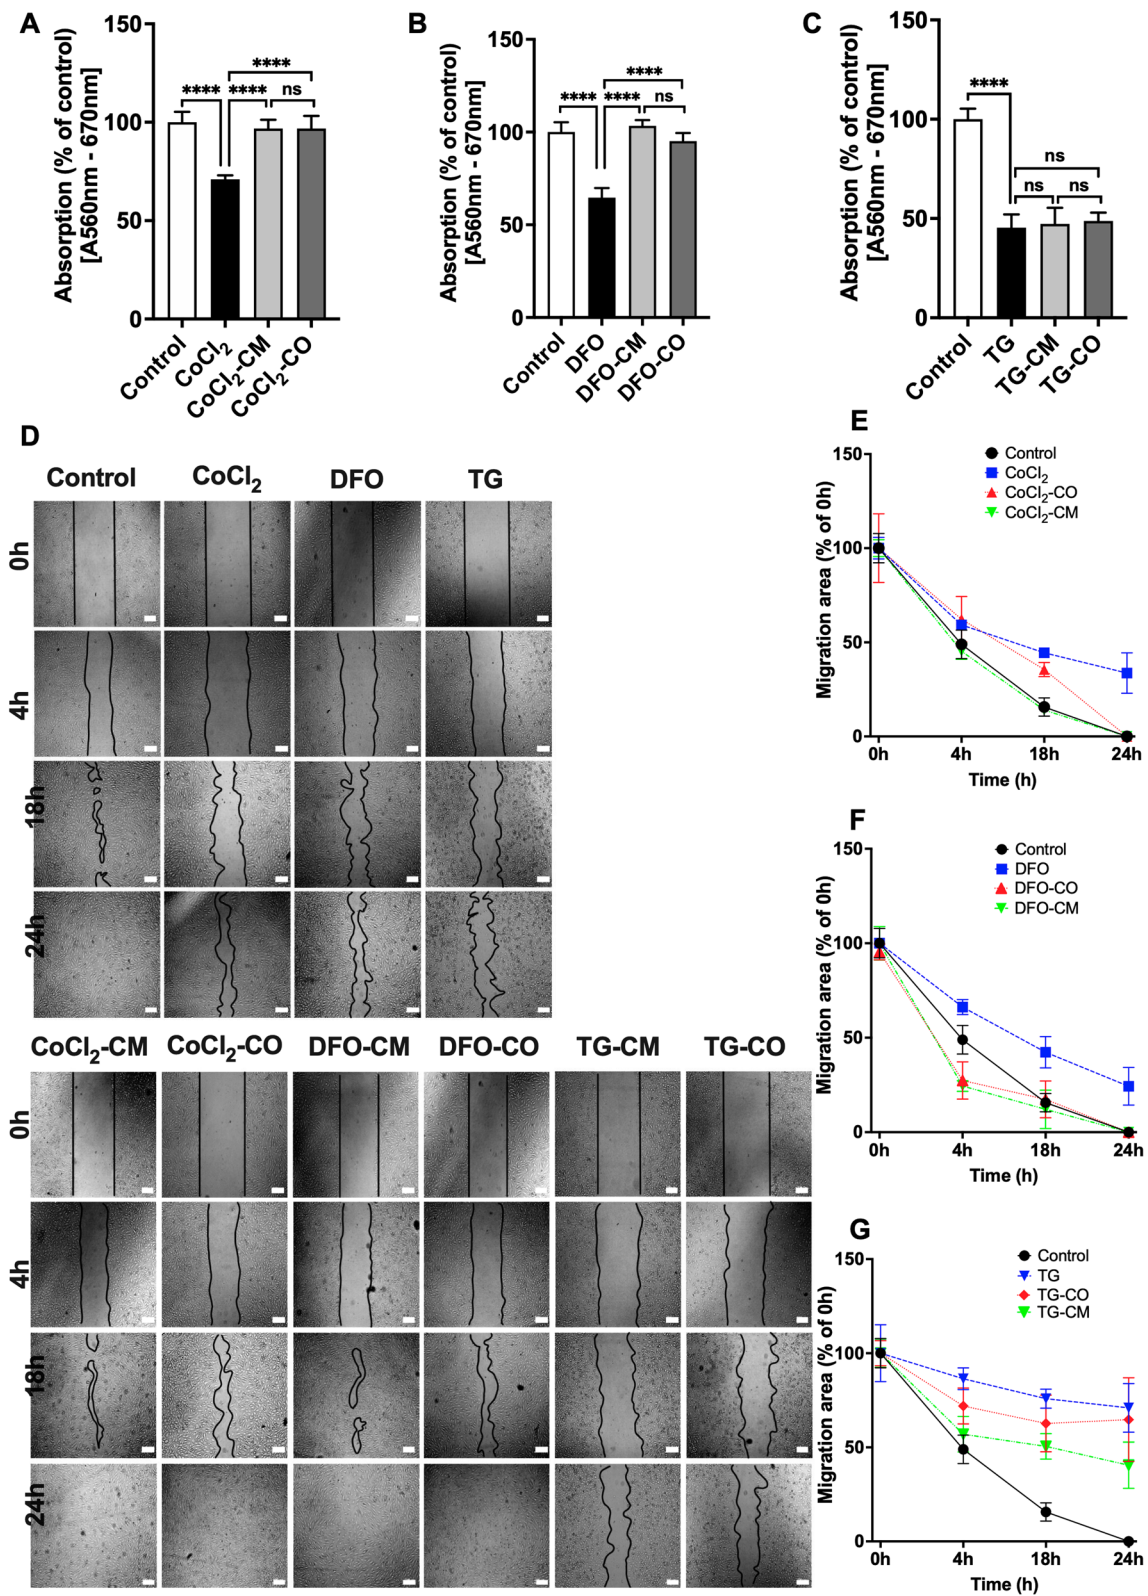 A
Absorption (% of control)
[A560nm - 670nm]
150
100
50
0
****
**** **** ns
Control
CoCl₂
CoCl₂-CM
CoCl₂-CO
B
Absorption (% of control)
[A560nm - 670nm]
150
100
50
0
****
**** **** ns
Control
DFO
DFO-CM
DFO-CO
C
Absorption (% of control)
[A560nm - 670nm]
150
100
50
0
****
ns
ns ns
Control
TG
TG-CM
TG-CO
D
Control CoCl₂ DFO TG
0h
4h
18h
24h
CoCl₂-CM CoCl₂-CO DFO-CM DFO-CO TG-CM TG-CO
0h
4h
18h
24h
E
Migration area (% of 0h)
150
100
50
0
Control
CoCl₂
CoCl₂-CO
CoCl₂-CM
0h 4h 18h 24h
Time (h)
F
Migration area (% of 0h)
150
100
50
0
Control
DFO
DFO-CO
DFO-CM
0h 4h 18h 24h
Time (h)
G
Migration area (% of 0h)
150
100
50
0
Control
TG
TG-CO
TG-CM
0h 4h 18h 24h
Time (h)